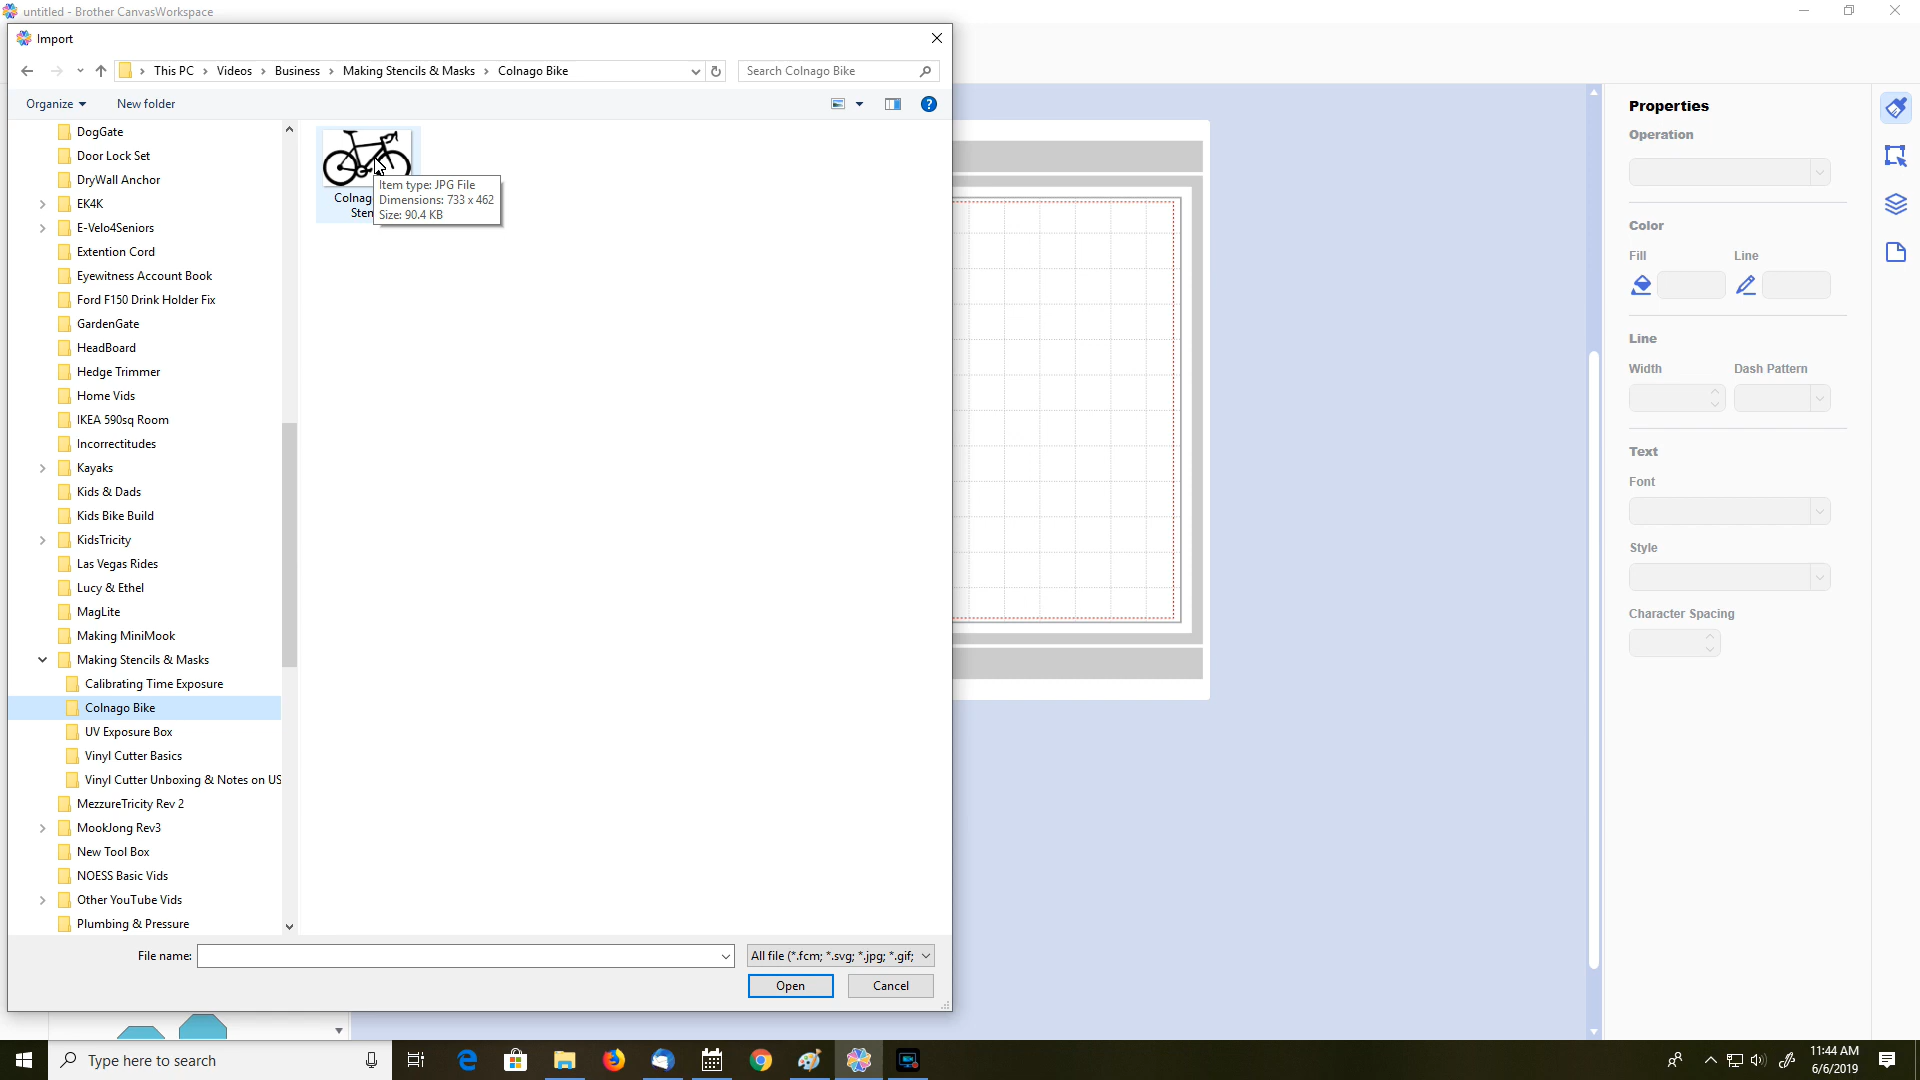 untitled - Brother CanvasWorkspace
Import
This PC > Videos > Business > Making Stencils & Masks > Colnago Bike
Search Colnago Bike
Organize
New folder
DogGate
Door Lock Set
DryWall Anchor
EK4K
E-Velo4Seniors
Extention Cord
Eyewitness Account Book
Ford F150 Drink Holder Fix
GardenGate
HeadBoard
Hedge Trimmer
Home Vids
IKEA 590sq Room
Incorrectitudes
Kayaks
Kids & Dads
Kids Bike Build
KidsTricity
Las Vegas Rides
Lucy & Ethel
MagLite
Making MiniMook
Making Stencils & Masks
Calibrating Time Exposure
Colnago Bike
UV Exposure Box
Vinyl Cutter Basics
Vinyl Cutter Unboxing & Notes on US
MezzureTricity Rev 2
MookJong Rev3
New Tool Box
NOESS Basic Vids
Other YouTube Vids
Plumbing & Pressure
Colnag
Sten
Item type: JPG File
Dimensions: 733 x 462
Size: 90.4 KB
File name:
All file (*.fcm; *.svg; *.jpg; *.gif;
Open
Cancel
Properties
Operation
Color
Fill
Line
Line
Width
Dash Pattern
Text
Font
Style
Character Spacing
Type here to search
11:44 AM
6/6/2019